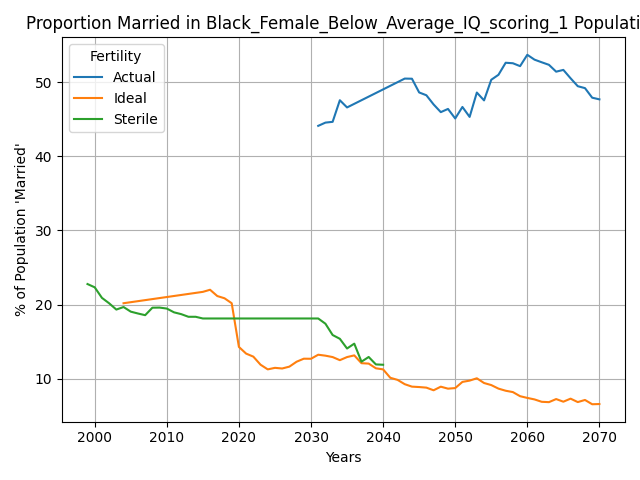 Proportion Married in Black_Female_Below_Average_IQ_scoring_1 Populati
Fertility
Actual
Ideal
Sterile
% of Population 'Married'
50
40
30
20
10
2000 2010 2020 2030 2040 2050 2060 2070
Years